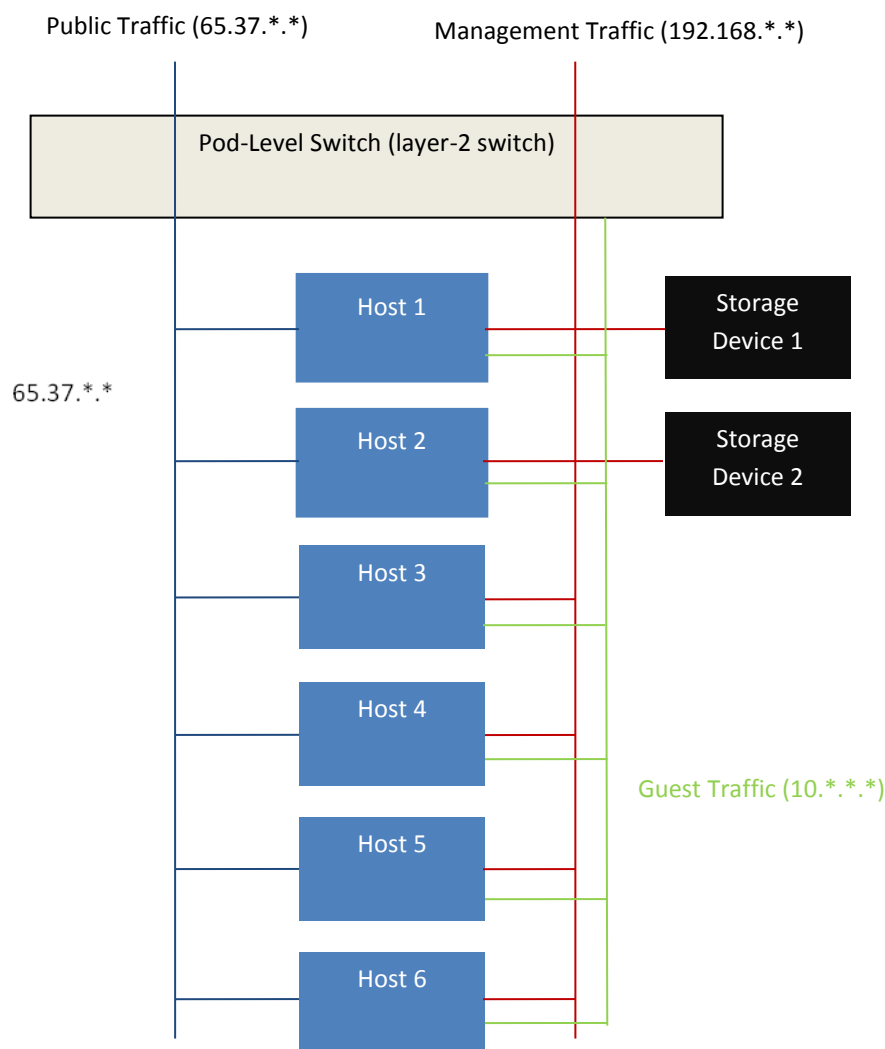 Public Traffic (65.37.*.*)
Management Traffic (192.168.*.*)
Pod-Level Switch (layer-2 switch)
Host 1
Storage
Device 1
65.37.*.*
Host 2
Storage
Device 2
Host 3
Host 4
Guest Traffic (10.*.*.*)
Host 5
Host 6